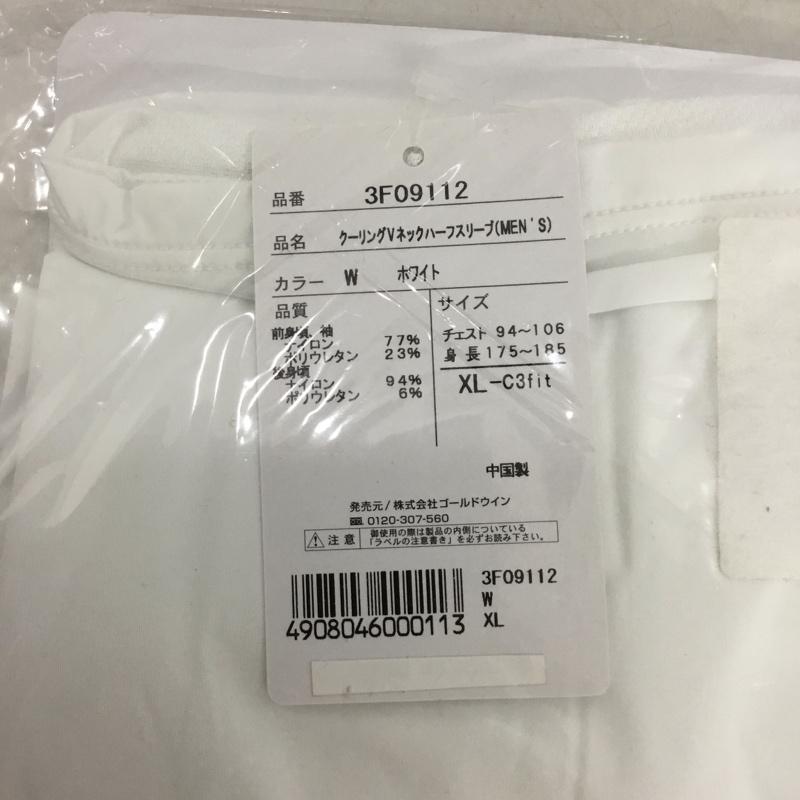 品番 3F09112
品名 クーリングVネックハーフスリーブ(MEN'S)
カラー W ホワイト
品質
前身頃、袖
ナイロン 77%
ポリウレタン 23%
後身頃
ナイロン 94%
ポリウレタン 6%
サイズ
チェスト 94~106
身長 175~185
XL-C3fit
中国製
発売元/株式会社ゴールドウイン
0120-307-560
注意 御使用の際は製品の内側についている
「ラベルの注意書き」を必ずお読み下さい。
4908046000113
3F09112
W
XL